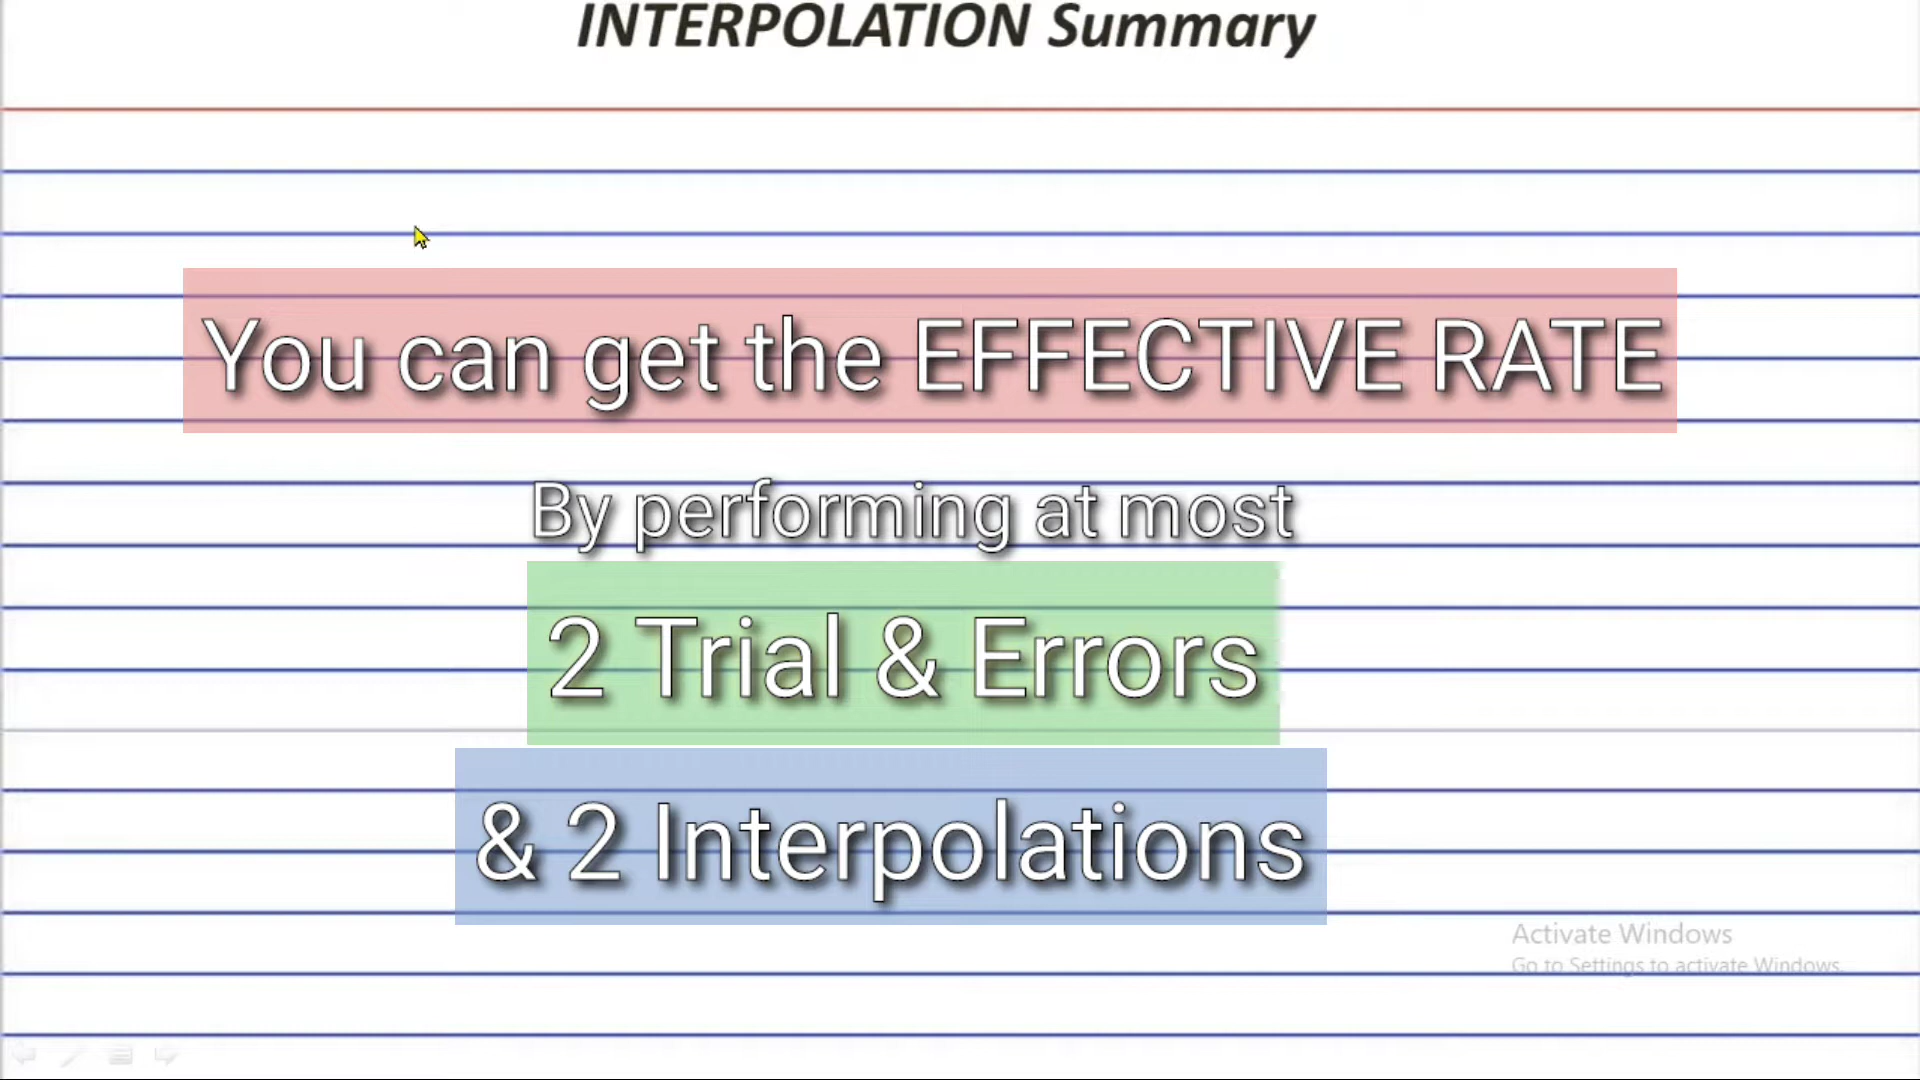 INTERPOLATION Summary
You can get the EFFECTIVE RATE
By performing at most
2 Trial & Errors
& 2 Interpolations
Activate Windows
Go to Settings to activate Windows.